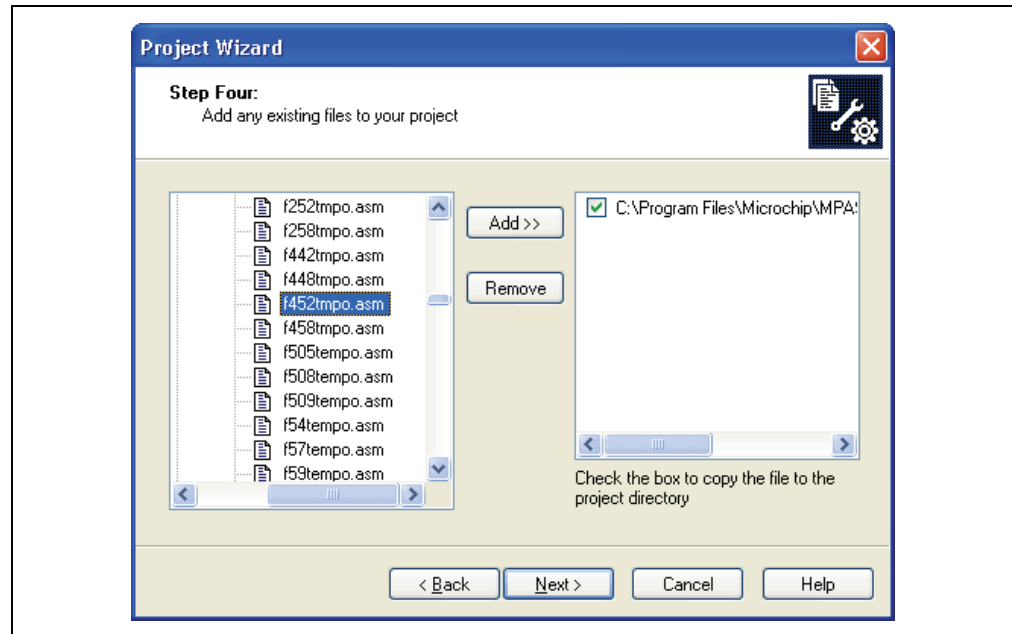 Project Wizard
Step Four:
Add any existing files to your project
f252tmpo.asm
f258tmpo.asm
f442tmpo.asm
f448tmpo.asm
f452tmpo.asm
f458tmpo.asm
f505tempo.asm
f508tempo.asm
f509tempo.asm
f54tempo.asm
f57tempo.asm
f59tempo.asm
Add >>
Remove
C:\Program Files\Microchip\MPAS
Check the box to copy the file to the
project directory
< Back
Next >
Cancel
Help